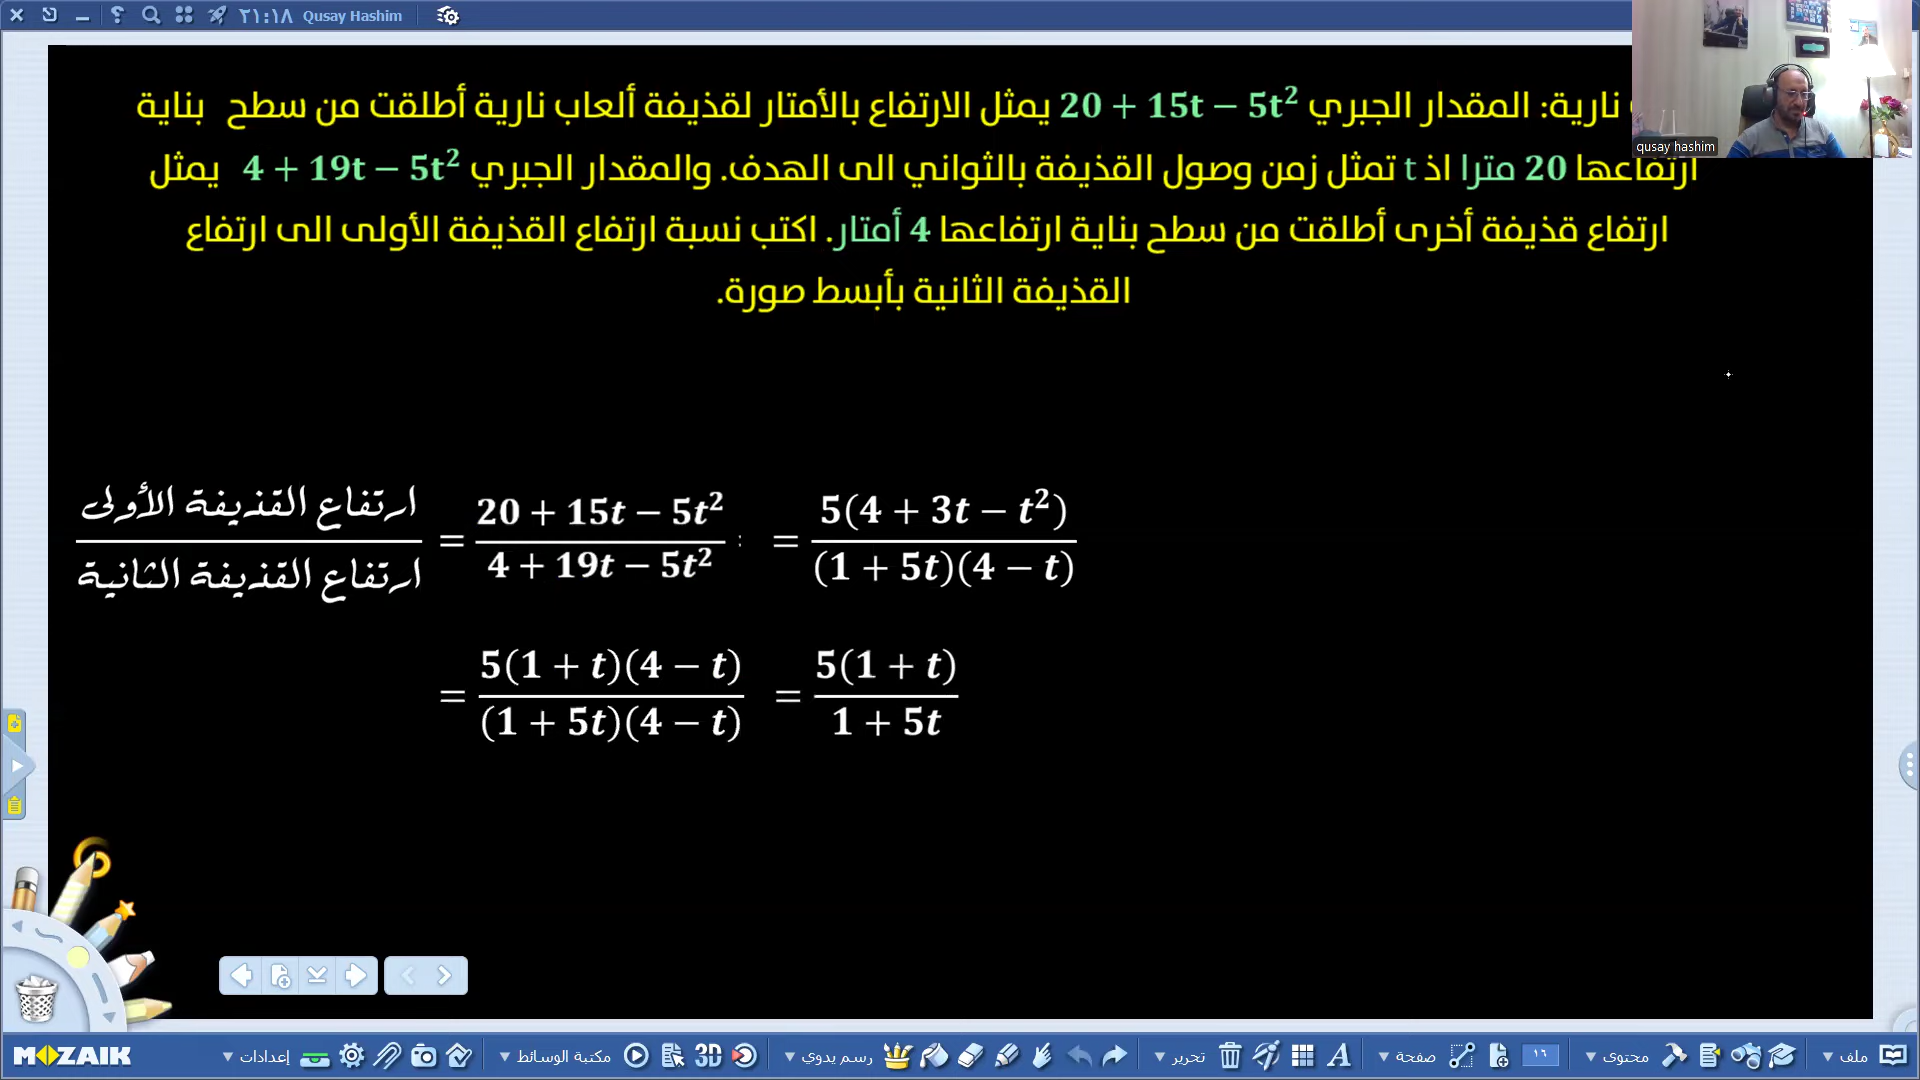 ٢١:١٨ Qusay Hashim
نارية: المقدار الجبري 20 + 15t − 5t² يمثل الارتفاع بالأمتار لقذيفة ألعاب نارية أطلقت من سطح بناية
ارتفاعها 20 مترا اذ t تمثل زمن وصول القذيفة بالثواني الى الهدف. والمقدار الجبري 4 + 19t − 5t² يمثل
ارتفاع قذيفة أخرى أطلقت من سطح بناية ارتفاعها 4 أمتار. اكتب نسبة ارتفاع القذيفة الأولى الى ارتفاع
القذيفة الثانية بأبسط صورة.
qusay hashim
ارتفاع القذيفة الأولى / ارتفاع القذيفة الثانية = (20 + 15t − 5t²) / (4 + 19t − 5t²) = 5(4 + 3t − t²) / (1 + 5t)(4 − t)
= 5(1 + t)(4 − t) / (1 + 5t)(4 − t) = 5(1 + t) / 1 + 5t
MOZAIK
ملف
محتوى
١٦
صفحة
تحرير
رسم يدوي
3D
مكتبة الوسائط
إعدادات